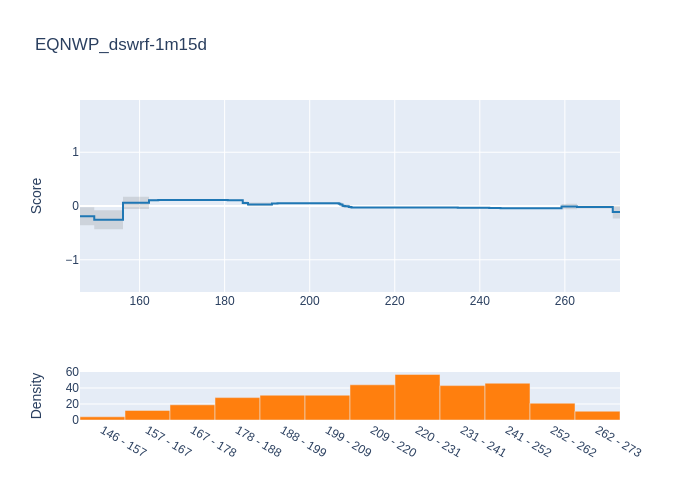 EQNWP_dswrf-1m15d
Score
1
0
−1
160 180 200 220 240 260
Density
60
40
20
0
146 - 157
157 - 167
167 - 178
178 - 188
188 - 199
199 - 209
209 - 220
220 - 231
231 - 241
241 - 252
252 - 262
262 - 273